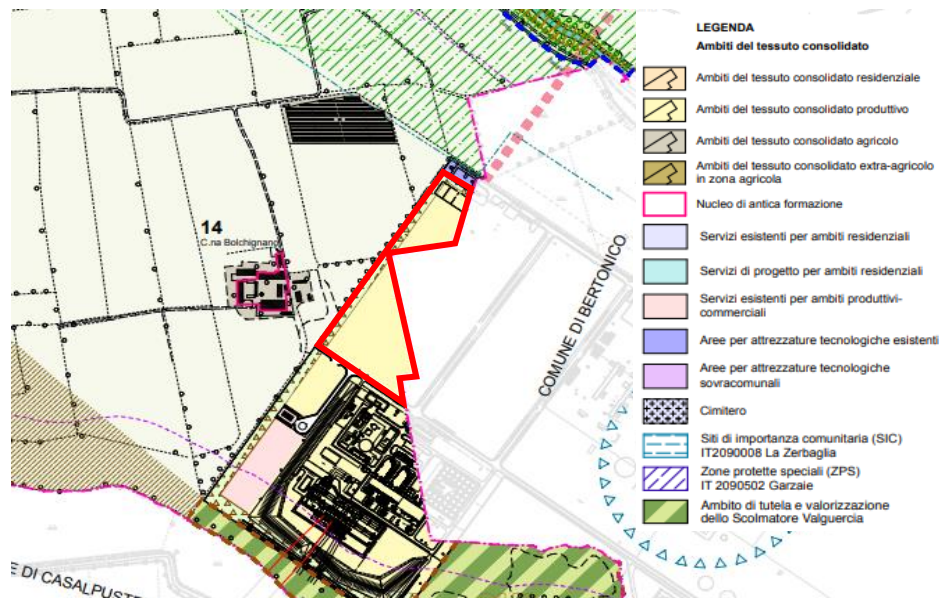 14
C.na Bolchignano
COMUNE DI BERTONICO
E DI CASALPUSTE
LEGENDA
Ambiti del tessuto consolidato
Ambiti del tessuto consolidato residenziale
Ambiti del tessuto consolidato produttivo
Ambiti del tessuto consolidato agricolo
Ambiti del tessuto consolidato extra-agricolo
in zona agricola
Nucleo di antica formazione
Servizi esistenti per ambiti residenziali
Servizi di progetto per ambiti residenziali
Servizi esistenti per ambiti produttivi-
commerciali
Aree per attrezzature tecnologiche esistenti
Aree per attrezzature tecnologiche
sovracomunali
Cimitero
Siti di importanza comunitaria (SIC)
IT2090008 La Zerbaglia
Zone protette speciali (ZPS)
IT 2090502 Garzaie
Ambito di tutela e valorizzazione
dello Scolmatore Valguercia